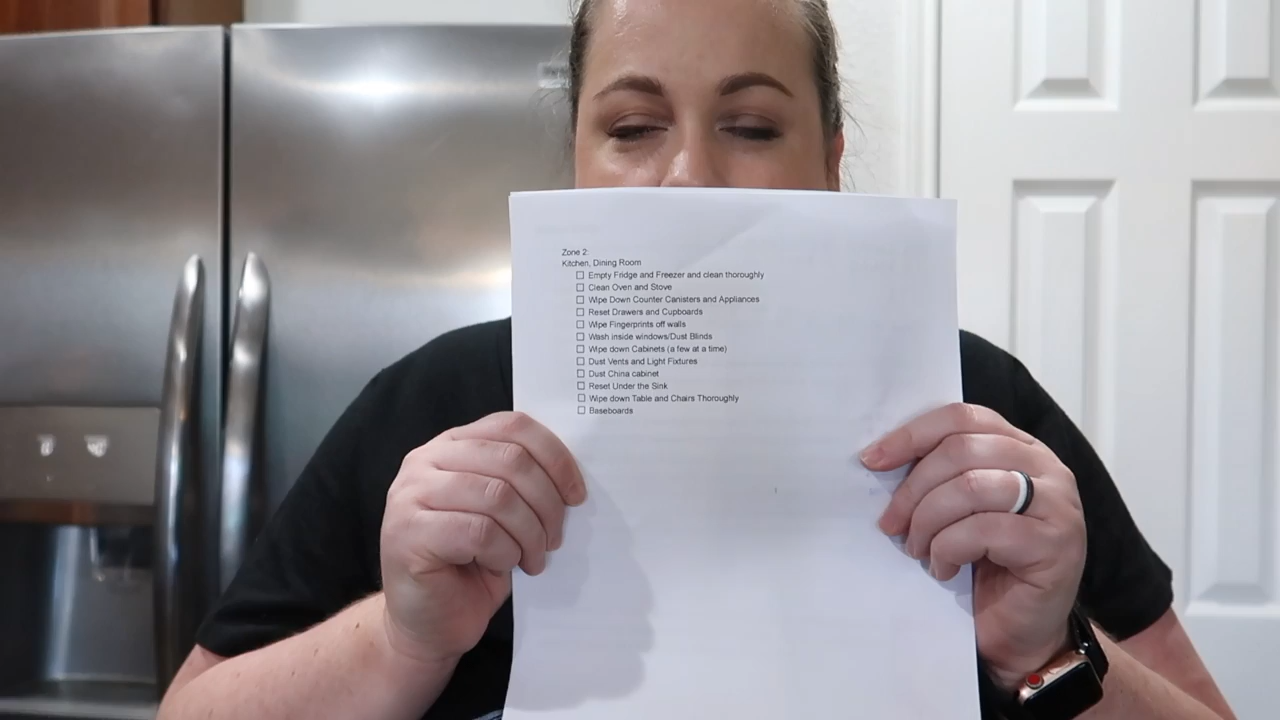 Zone 2:
Kitchen, Dining Room
☐ Empty Fridge and Freezer and clean thoroughly
☐ Clean Oven and Stove
☐ Wipe Down Counter Canisters and Appliances
☐ Reset Drawers and Cupboards
☐ Wipe Fingerprints off walls
☐ Wash inside windows/Dust Blinds
☐ Wipe down Cabinets (a few at a time)
☐ Dust Vents and Light Fixtures
☐ Dust China cabinet
☐ Reset Under the Sink
☐ Wipe down Table and Chairs Thoroughly
☐ Baseboards